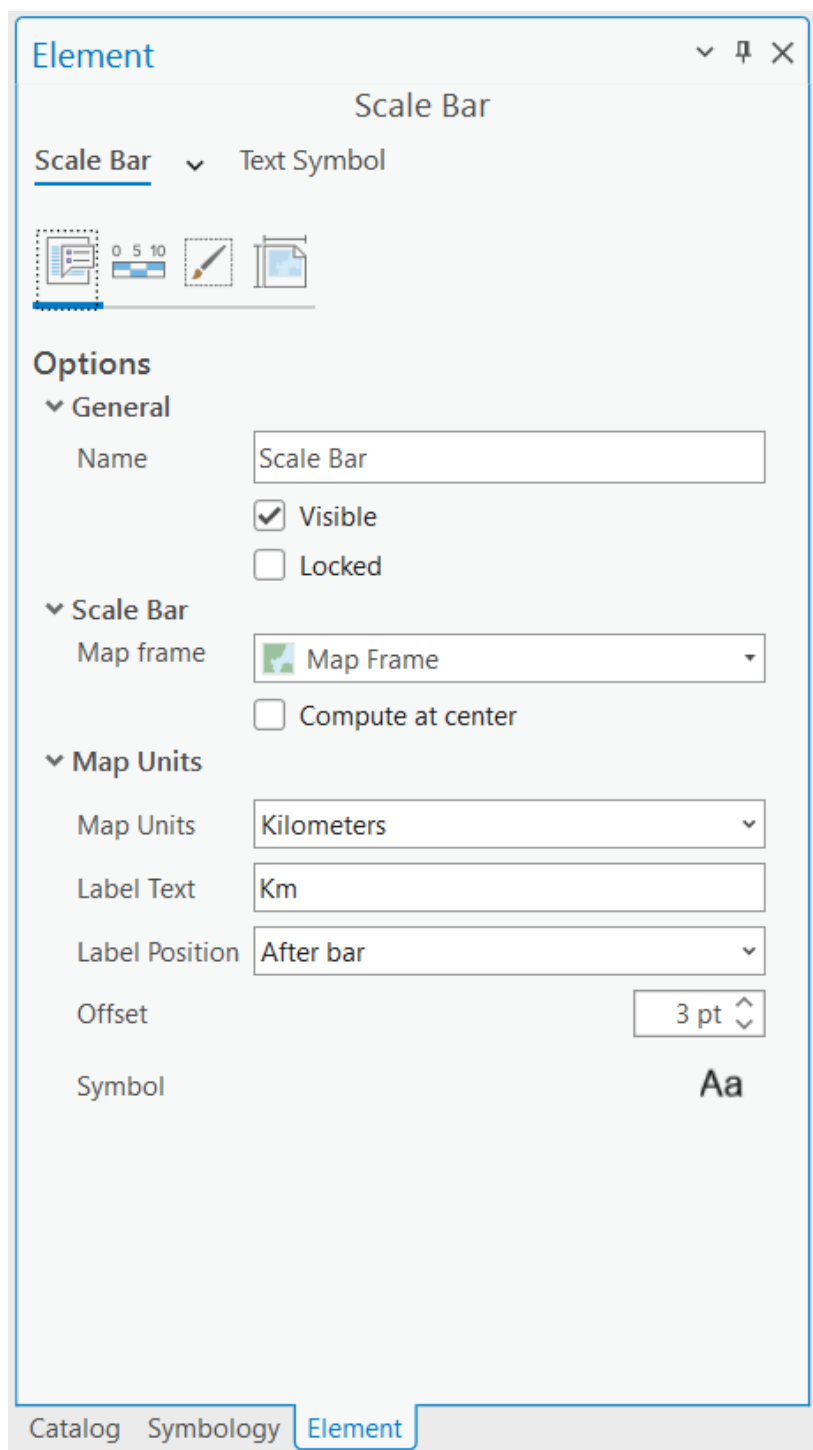 Element
Scale Bar
Scale Bar Text Symbol
0 5 10
Options
General
Name Scale Bar
Visible
Locked
Scale Bar
Map frame Map Frame
Compute at center
Map Units
Map Units Kilometers
Label Text Km
Label Position After bar
Offset 3 pt
Symbol Aa
Catalog Symbology Element